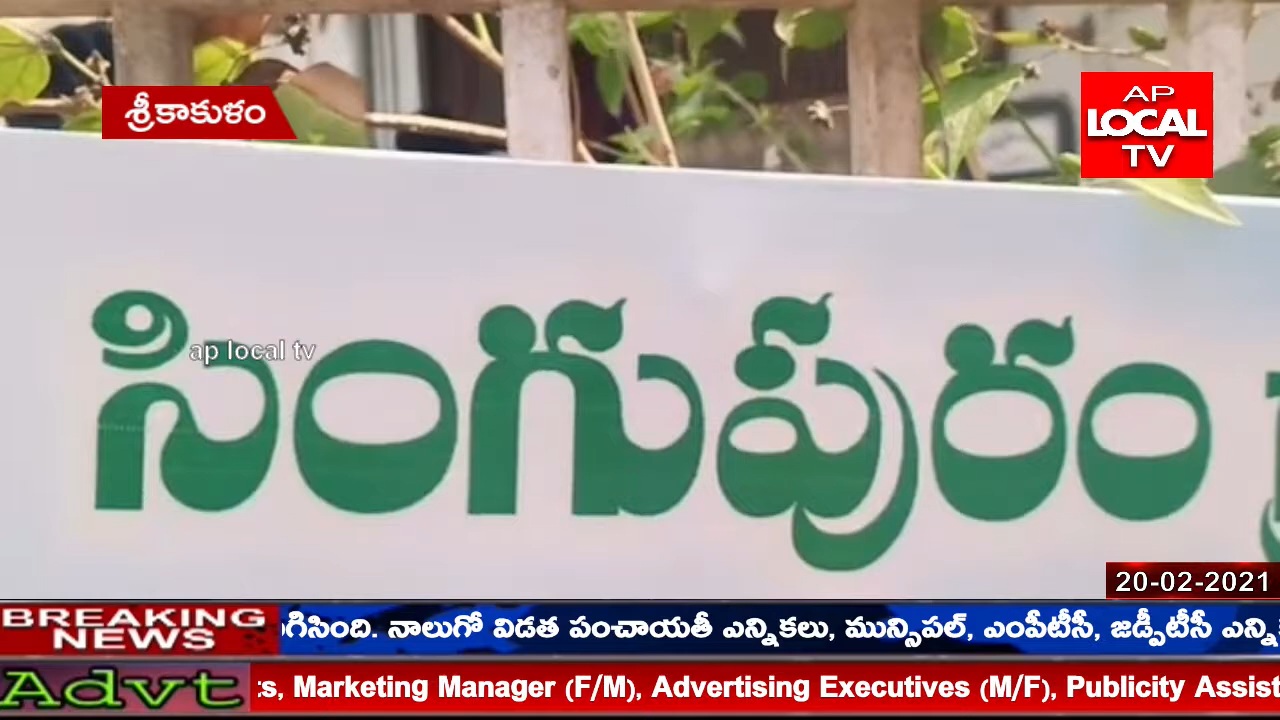 శ్రీకాకుళం
AP
LOCAL
TV
సింగుపురం
ap local tv
20-02-2021
BREAKING
NEWS
గిసింది. నాలుగో విడత పంచాయతీ ఎన్నికలు, మున్సిపల్, ఎంపీటీసీ, జడ్పీటీసీ
Advt
Marketing Manager (F/M), Advertising Executives (M/F), Publicity